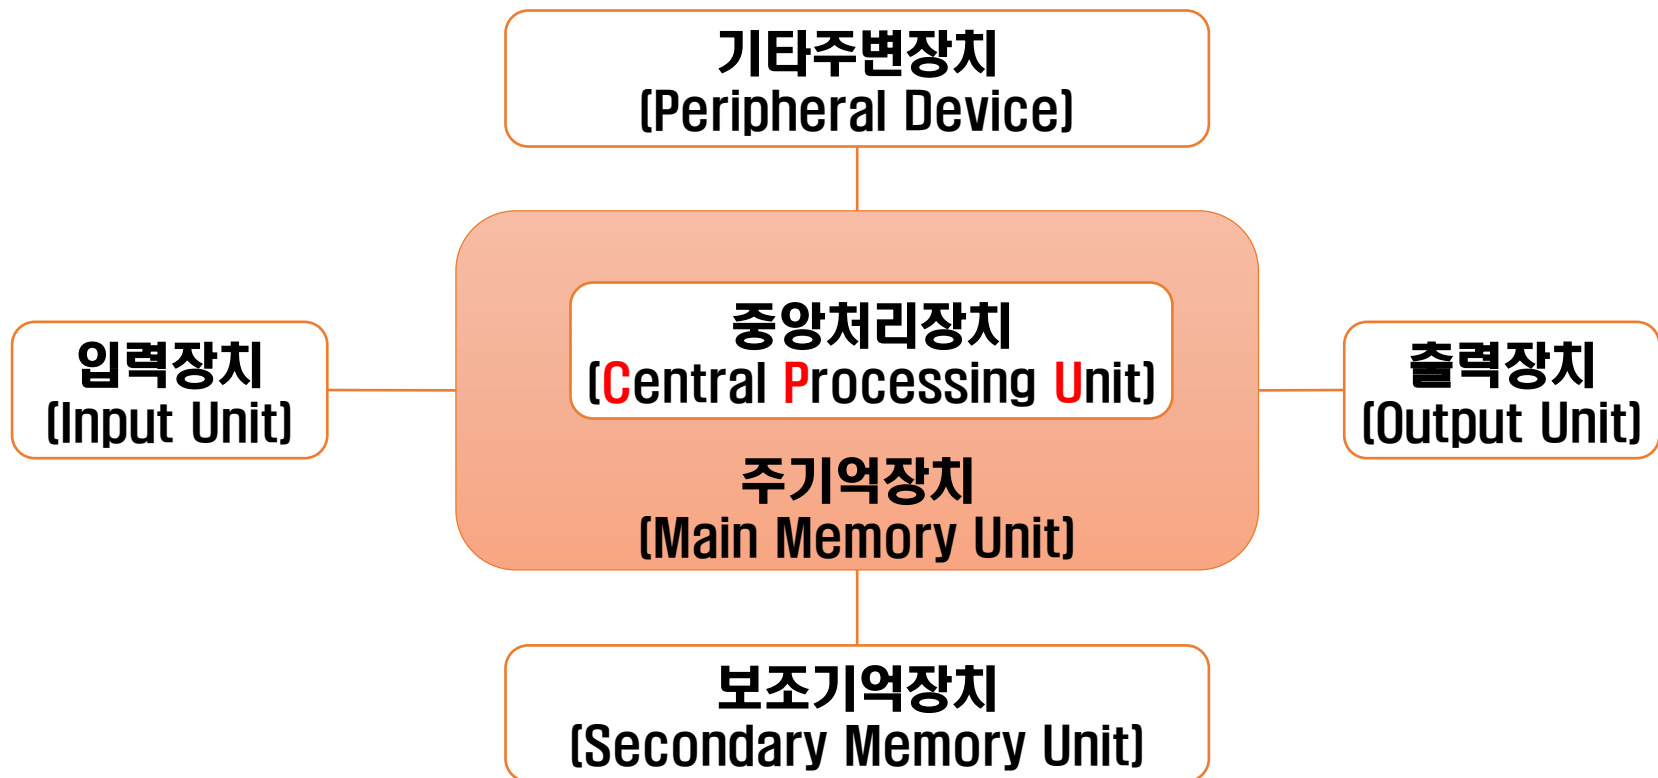 기타주변장치
(Peripheral Device)
중앙처리장치
(Central Processing Unit)
입력장치
(Input Unit)
출력장치
(Output Unit)
주기억장치
(Main Memory Unit)
보조기억장치
(Secondary Memory Unit)